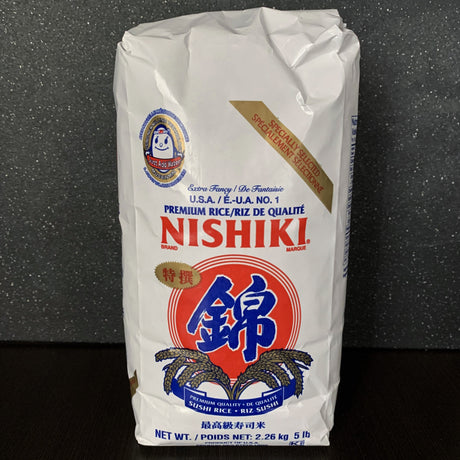 SPECIALLY SELECTED
SPÉCIALEMENT SÉLECTIONNÉ
Extra Fancy / De Fantaisie
U.S.A. / É.-U.A. NO. 1
PREMIUM RICE/RIZ DE QUALITÉ
NISHIKI®
BRAND MARQUE
特撰
錦
PREMIUM QUALITY • DE QUALITÉ
SUSHI RICE • RIZ SUSHI
最高級寿司米
NET WT. / POIDS NET: 2.26 kg 5 lb
PRODUCT OF U.S.A.